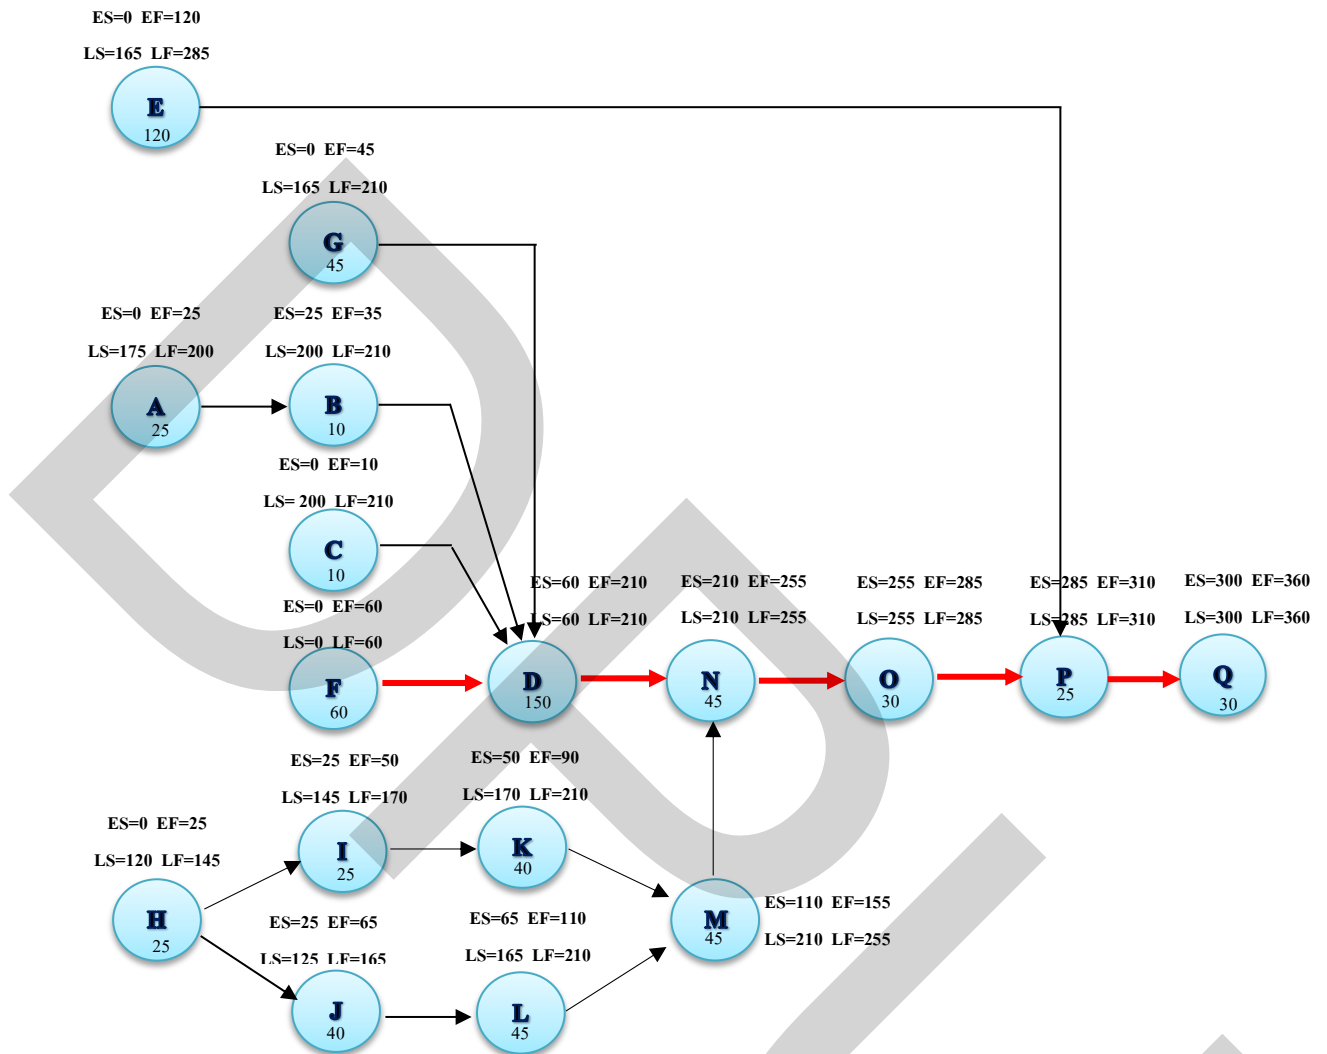 ES=0 EF=120
LS=165 LF=285
E
120
ES=0 EF=45
LS=165 LF=210
G
45
ES=0 EF=25
LS=175 LF=200
A
25
ES=25 EF=35
LS=200 LF=210
B
10
ES=0 EF=10
LS= 200 LF=210
C
10
ES=0 EF=60
LS=0 LF=60
F
60
ES=60 EF=210
LS=60 LF=210
D
150
ES=210 EF=255
LS=210 LF=255
N
45
ES=255 EF=285
LS=255 LF=285
O
30
ES=285 EF=310
LS=285 LF=310
P
25
ES=300 EF=360
LS=300 LF=360
Q
30
ES=25 EF=50
LS=145 LF=170
I
25
ES=50 EF=90
LS=170 LF=210
K
40
ES=0 EF=25
LS=120 LF=145
H
25
ES=25 EF=65
LS=125 LF=165
J
40
ES=65 EF=110
LS=165 LF=210
L
45
M
45
ES=110 EF=155
LS=210 LF=255